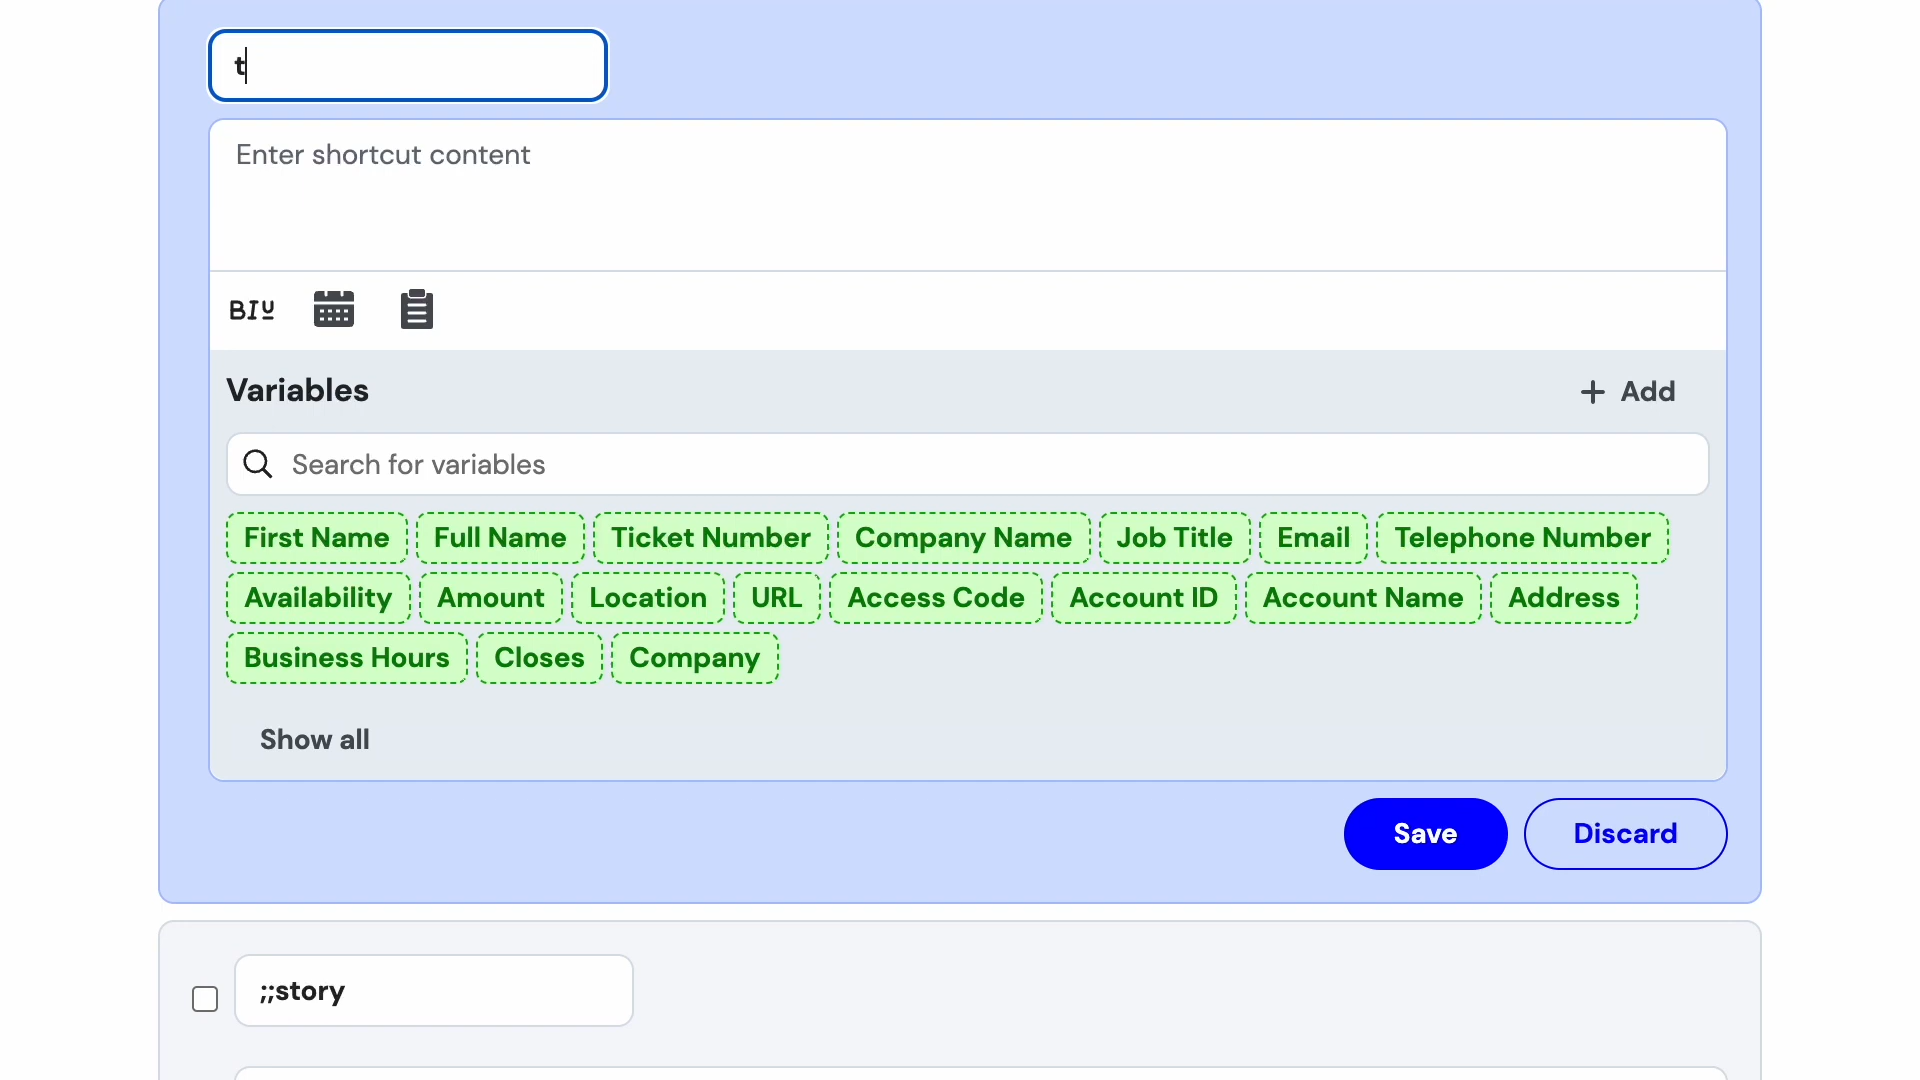 t
Enter shortcut content
BIU
Variables
+ Add
Search for variables
First Name Full Name Ticket Number Company Name Job Title Email Telephone Number
Availability Amount Location URL Access Code Account ID Account Name Address
Business Hours Closes Company
Show all
Save Discard
;;story